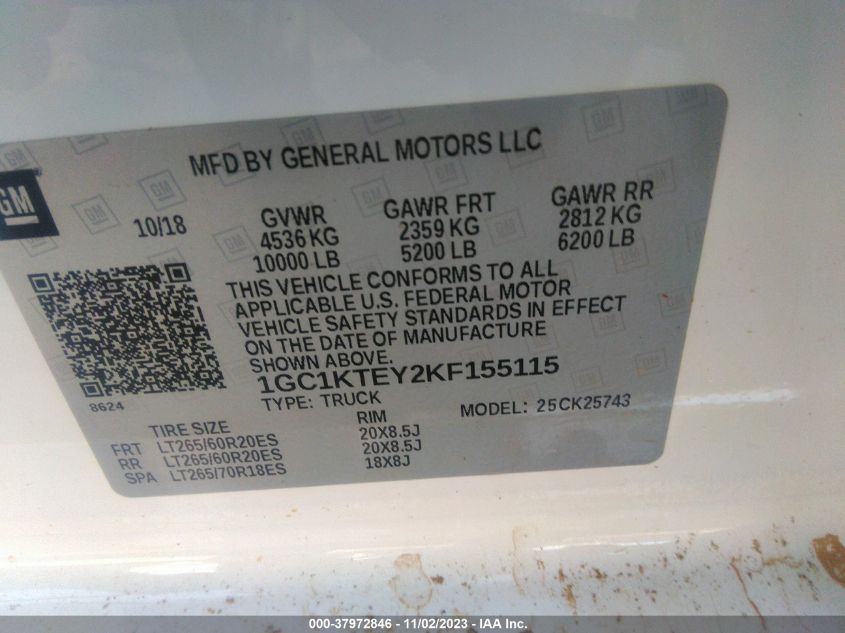 MFD BY GENERAL MOTORS LLC
GM
10/18
GVWR
4536 KG
10000 LB
GAWR FRT
2359 KG
5200 LB
GAWR RR
2812 KG
6200 LB
THIS VEHICLE CONFORMS TO ALL
APPLICABLE U.S. FEDERAL MOTOR
VEHICLE SAFETY STANDARDS IN EFFECT
ON THE DATE OF MANUFACTURE
SHOWN ABOVE.
1GC1KTEY2KF155115
8624
TYPE: TRUCK
MODEL: 25CK25743
TIRE SIZE RIM
FRT LT265/60R20ES 20X8.5J
RR LT265/60R20ES 20X8.5J
SPA LT265/70R18ES 18X8J
000-37972846 - 11/02/2023 - IAA Inc.